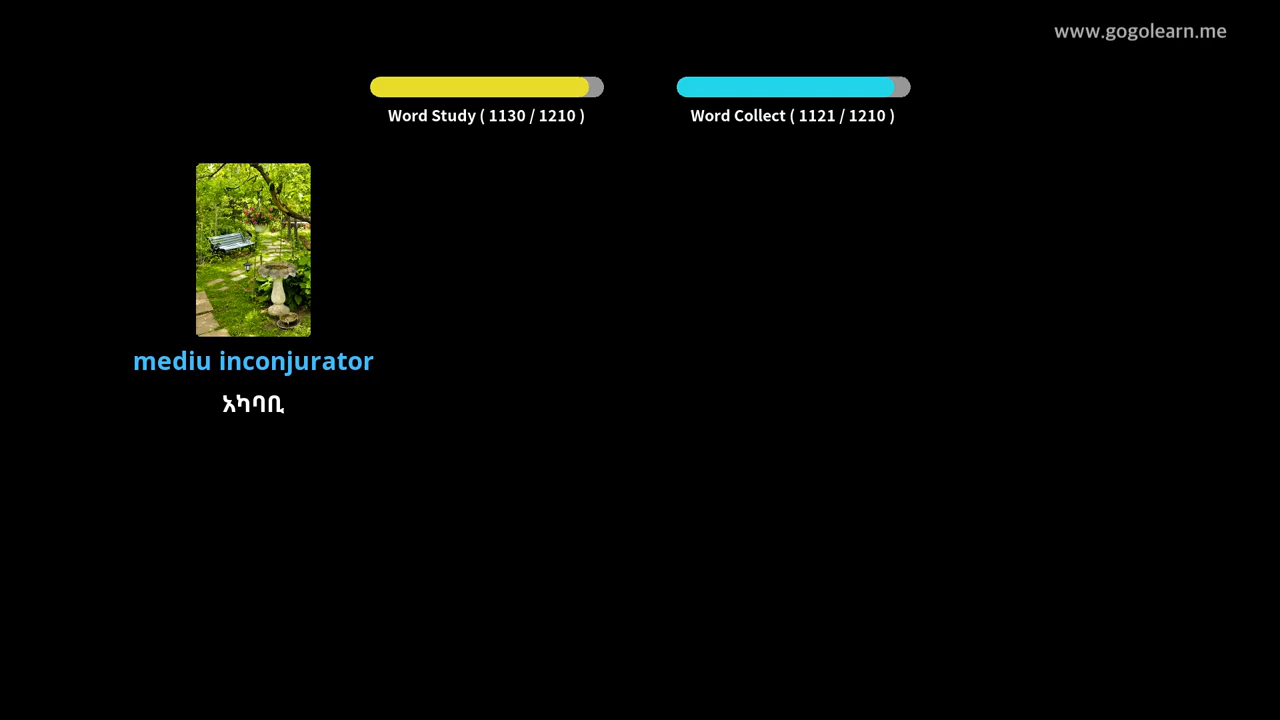 www.gogolearn.me
Word Study ( 1130 / 1210 )
Word Collect ( 1121 / 1210 )
mediu inconjurator
አካባቢ